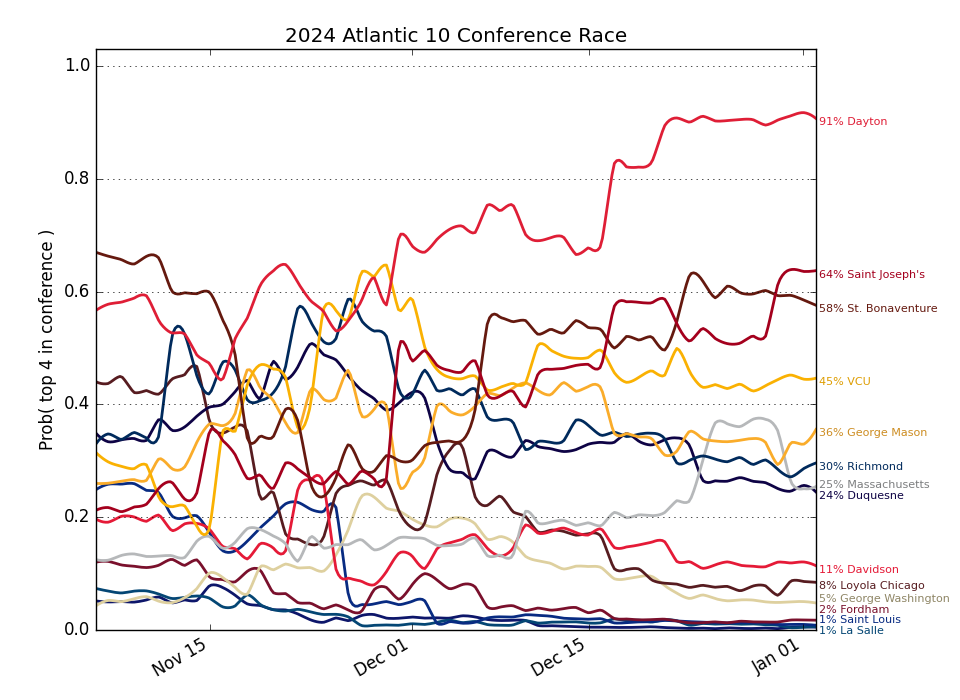 2024 Atlantic 10 Conference Race
Prob( top 4 in conference )
1.0
0.8
0.6
0.4
0.2
0.0
Nov 15
Dec 01
Dec 15
Jan 01
91% Dayton
64% Saint Joseph's
58% St. Bonaventure
45% VCU
36% George Mason
30% Richmond
25% Massachusetts
24% Duquesne
11% Davidson
8% Loyola Chicago
5% George Washington
2% Fordham
1% Saint Louis
1% La Salle